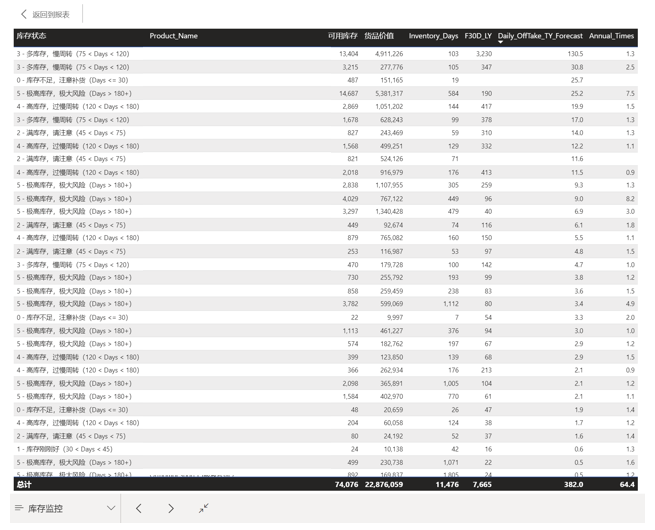 返回到报表
库存状态 Product_Name 可用库存 货品价值 Inventory_Days F30D_LY Daily_OffTake_TY_Forecast Annual_Times
3 - 多库存，慢周转（75 < Days < 120） 13,404 4,911,226 103 3,230 130.5 1.3
3 - 多库存，慢周转（75 < Days < 120） 3,215 277,776 105 347 30.8 2.5
0 - 库存不足，注意补货（Days <= 30） 487 151,165 19 25.7
5 - 极高库存，极大风险（Days > 180+） 14,687 5,381,317 584 190 25.2 7.5
4 - 高库存，过慢周转（120 < Days < 180） 2,869 1,051,202 144 417 19.9 1.5
3 - 多库存，慢周转（75 < Days < 120） 1,678 628,243 99 378 17.0 1.3
2 - 满库存，请注意（45 < Days < 75） 827 243,469 59 310 14.0 1.3
4 - 高库存，过慢周转（120 < Days < 180） 1,568 499,251 129 332 12.2 1.1
2 - 满库存，请注意（45 < Days < 75） 821 524,126 71 11.6
4 - 高库存，过慢周转（120 < Days < 180） 2,018 916,979 176 413 11.5 0.9
5 - 极高库存，极大风险（Days > 180+） 2,838 1,107,955 305 259 9.3 1.3
5 - 极高库存，极大风险（Days > 180+） 4,029 767,122 449 96 9.0 8.2
5 - 极高库存，极大风险（Days > 180+） 3,297 1,340,428 479 40 6.9 3.0
2 - 满库存，请注意（45 < Days < 75） 449 92,674 74 116 6.1 1.8
4 - 高库存，过慢周转（120 < Days < 180） 879 765,082 160 150 5.5 1.1
2 - 满库存，请注意（45 < Days < 75） 253 116,987 53 97 4.8 1.5
3 - 多库存，慢周转（75 < Days < 120） 470 179,728 100 142 4.7 1.0
5 - 极高库存，极大风险（Days > 180+） 730 255,792 193 99 3.8 1.2
5 - 极高库存，极大风险（Days > 180+） 858 259,459 238 83 3.6 1.5
5 - 极高库存，极大风险（Days > 180+） 3,782 599,069 1,112 80 3.4 4.9
0 - 库存不足，注意补货（Days <= 30） 22 9,997 7 54 3.3 2.0
5 - 极高库存，极大风险（Days > 180+） 1,113 461,227 376 94 3.0 1.0
5 - 极高库存，极大风险（Days > 180+） 574 182,762 197 67 2.9 1.2
4 - 高库存，过慢周转（120 < Days < 180） 399 123,850 139 68 2.9 1.5
4 - 高库存，过慢周转（120 < Days < 180） 366 262,934 176 213 2.1 0.9
5 - 极高库存，极大风险（Days > 180+） 2,098 365,891 1,005 104 2.1 1.2
5 - 极高库存，极大风险（Days > 180+） 1,584 402,970 770 61 2.1 1.1
0 - 库存不足，注意补货（Days <= 30） 48 20,659 26 47 1.9 1.4
4 - 高库存，过慢周转（120 < Days < 180） 204 60,058 124 38 1.7 1.2
2 - 满库存，请注意（45 < Days < 75） 80 24,192 52 37 1.6 1.4
1 - 库存刚刚好（30 < Days < 45） 24 10,138 42 16 0.6 1.3
5 - 极高库存，极大风险（Days > 180+） 499 230,738 1,071 22 0.5 1.6
5 - 极高库存，极大风险（Days > 180+） 892 169,837 1,805 24 0.5 1.2
总计 74,076 22,876,059 11,476 7,665 382.0 64.4
库存监控